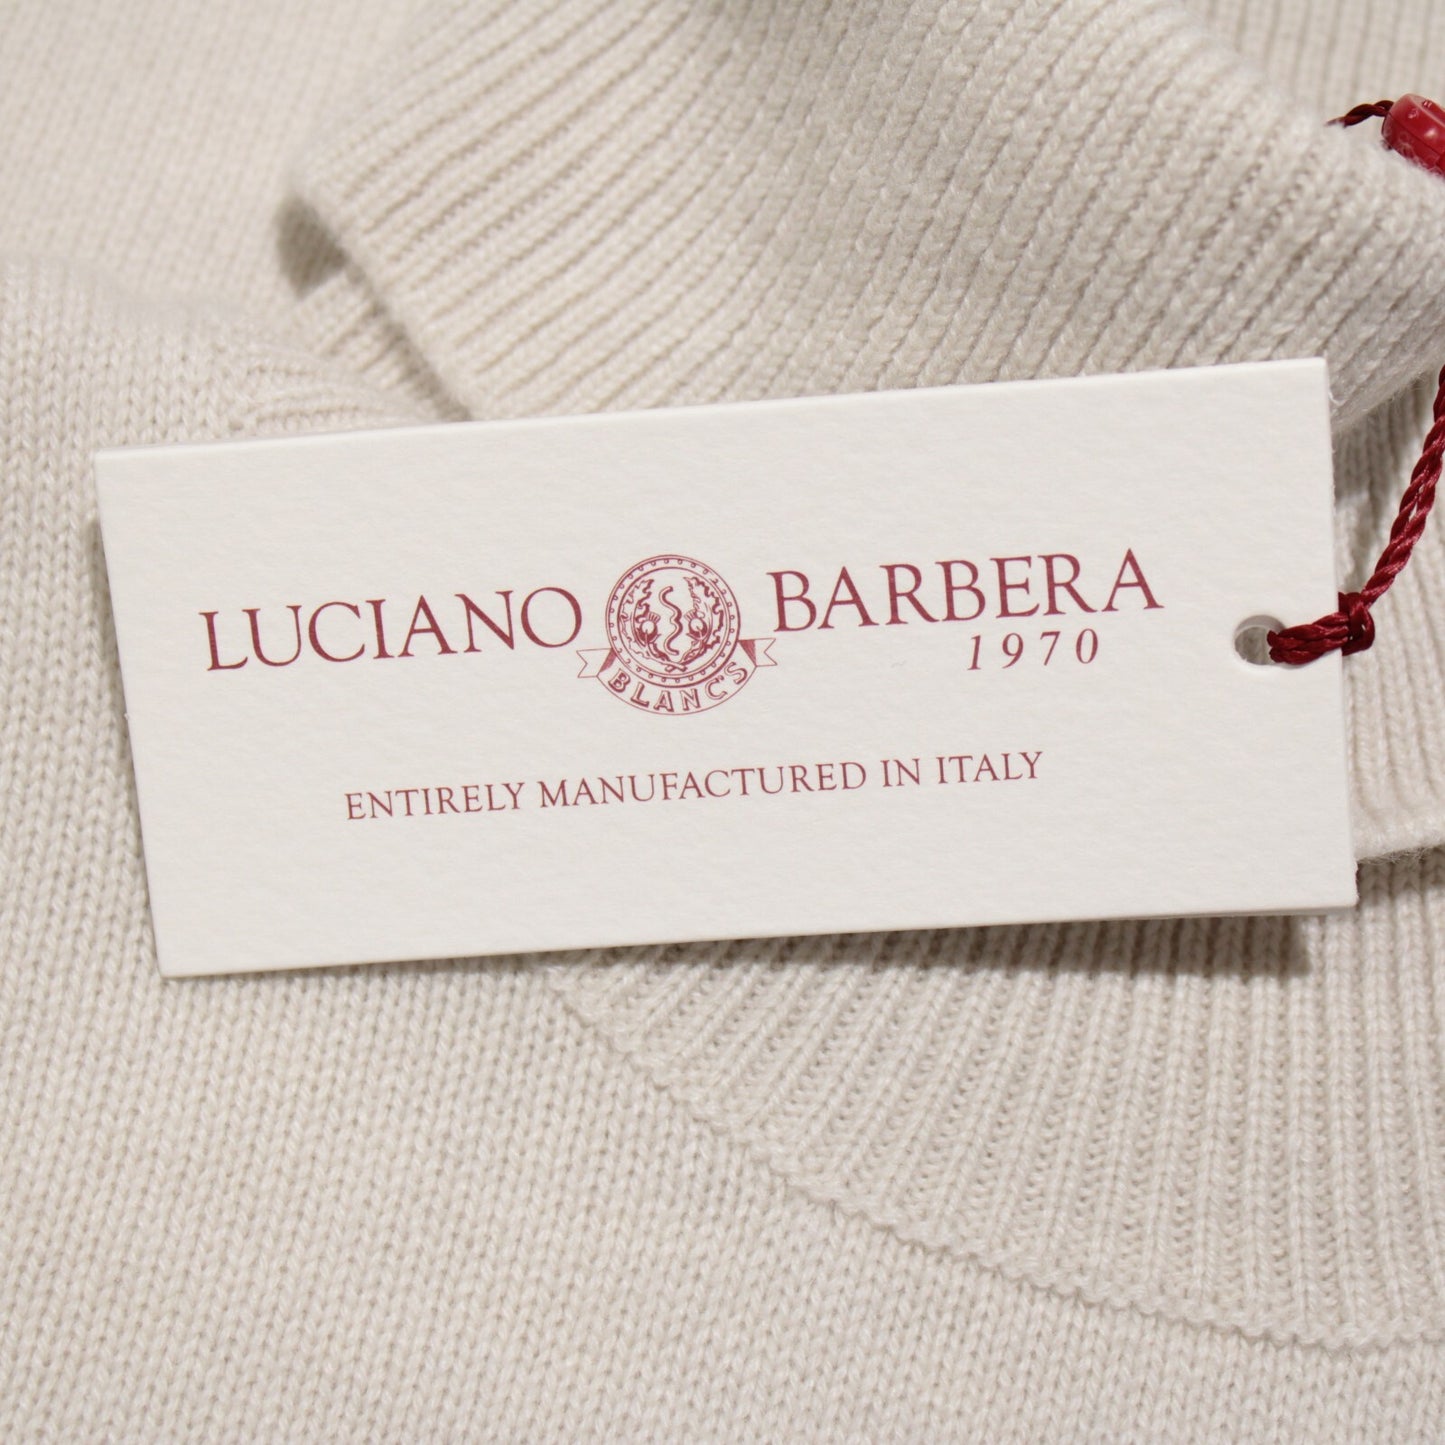 LUCIANO BARBERA
1970
BLANC'S
ENTIRELY MANUFACTURED IN ITALY